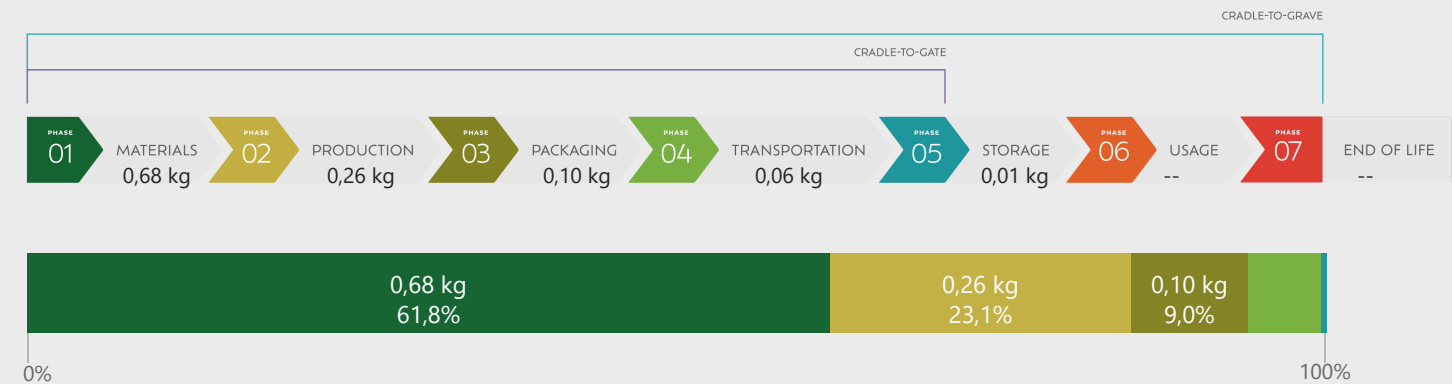 CRADLE-TO-GRAVE
CRADLE-TO-GATE
PHASE
01
MATERIALS
0,68 kg
PHASE
02
PRODUCTION
0,26 kg
PHASE
03
PACKAGING
0,10 kg
PHASE
04
TRANSPORTATION
0,06 kg
PHASE
05
STORAGE
0,01 kg
PHASE
06
USAGE
--
PHASE
07
END OF LIFE
--
0,68 kg
61,8%
0,26 kg
23,1%
0,10 kg
9,0%
0%
100%